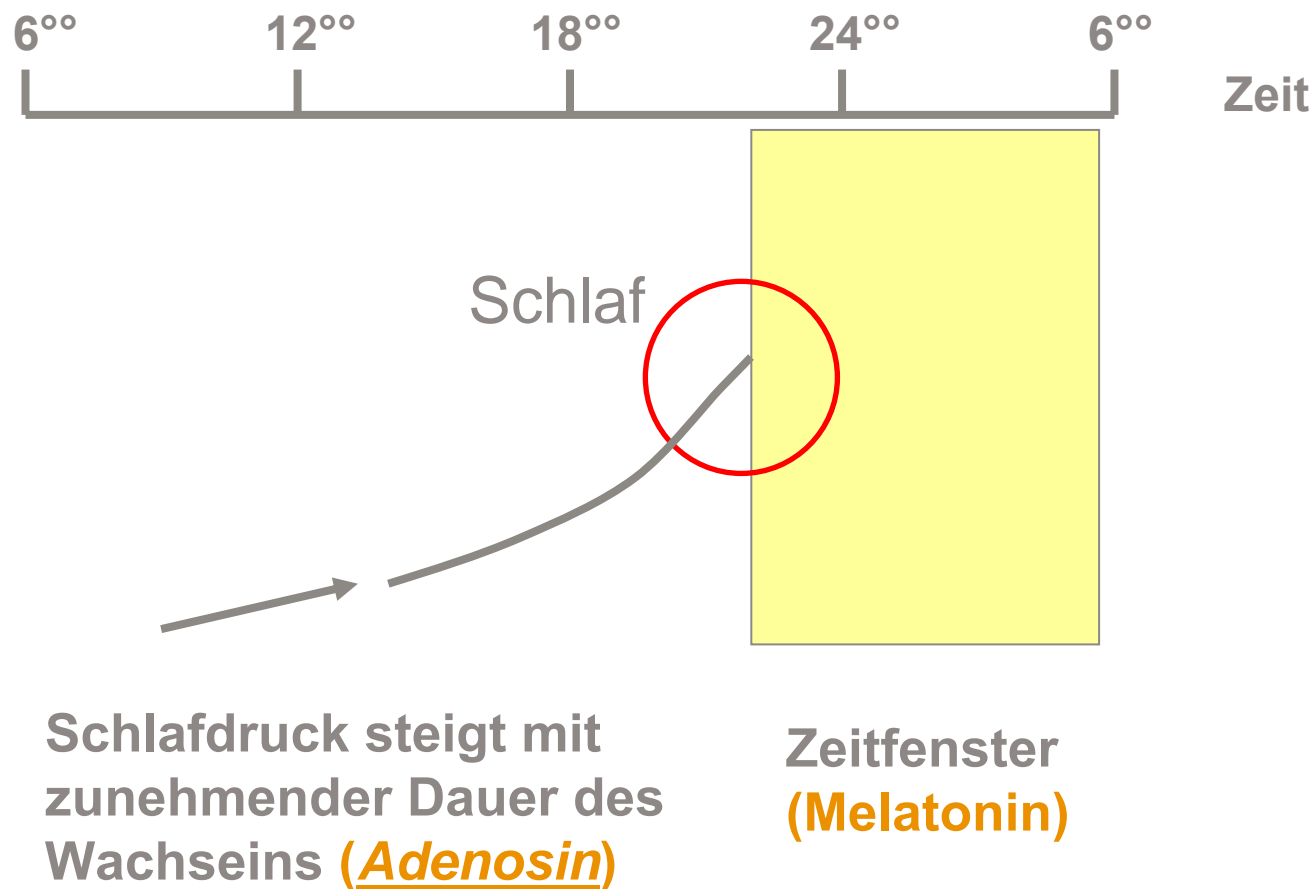 6°° 12°° 18°° 24°° 6°°
Zeit
Schlaf
Schlafdruck steigt mit
zunehmender Dauer des
Wachseins (Adenosin)
Zeitfenster
(Melatonin)